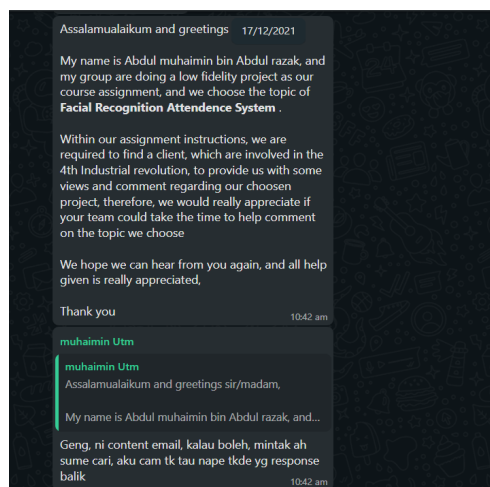 Assalamualaikum and greetings 17/12/2021
My name is Abdul muhaimin bin Abdul razak, and
my group are doing a low fidelity project as our
course assignment, and we choose the topic of
Facial Recognition Attendence System .
Within our assignment instructions, we are
required to find a client, which are involved in the
4th Industrial revolution, to provide us with some
views and comment regarding our choosen
project, therefore, we would really appreciate if
your team could take the time to help comment
on the topic we choose
We hope we can hear from you again, and all help
given is really appreciated,
Thank you
10:42 am
muhaimin Utm
muhaimin Utm
Assalamualaikum and greetings sir/madam,
My name is Abdul muhaimin bin Abdul razak, and...
Geng, ni content email, kalau boleh, mintak ah
sume cari, aku cam tk tau nape tkde yg response
balik
10:42 am